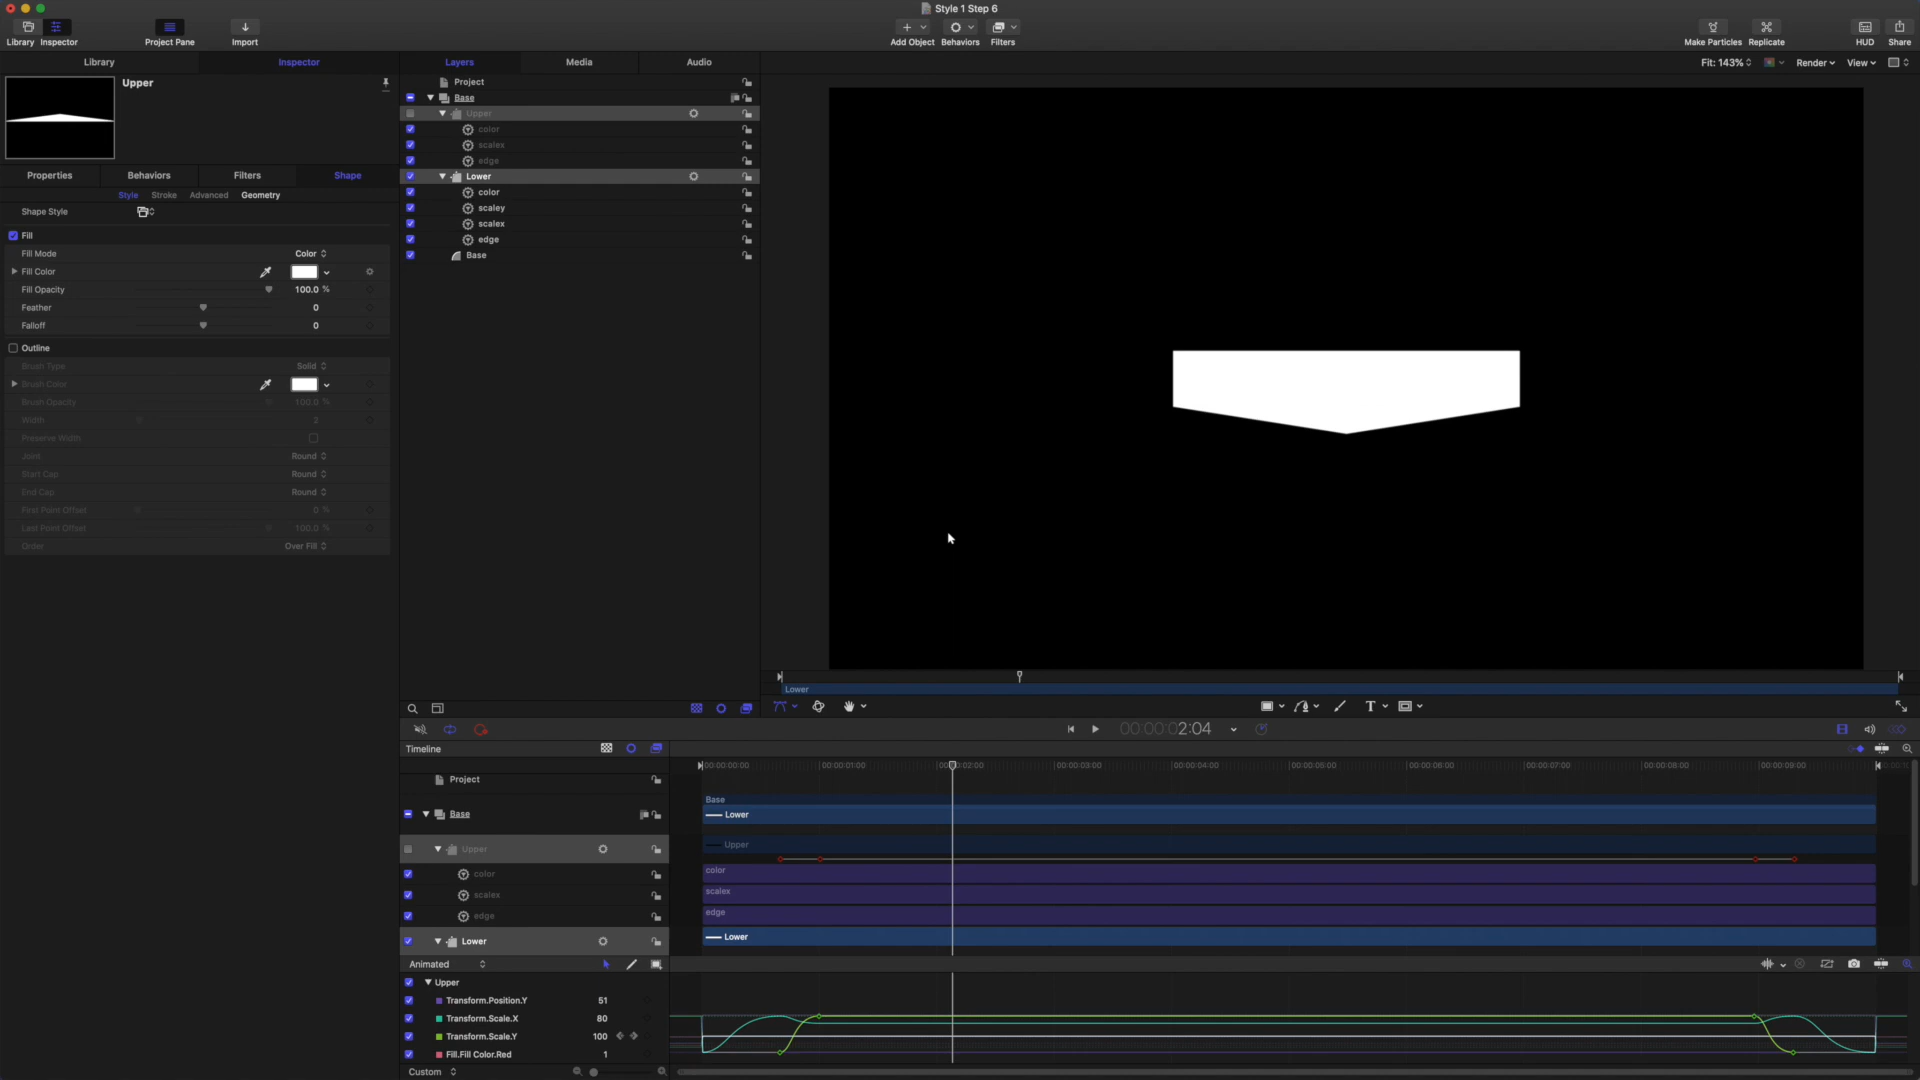 Style 1 Step 6
Library
Inspector
Project Pane
Import
Add Object
Behaviors
Filters
Make Particles
Replicate
HUD
Share
Library
Inspector
Layers
Media
Audio
Fit: 143%
Render
View
Upper
Project
Base
Upper
color
scalex
edge
Lower
color
scaley
scalex
edge
Base
Properties
Behaviors
Filters
Shape
Style
Stroke
Advanced
Geometry
Shape Style
Fill
Fill Mode
Color
Fill Color
Fill Opacity
100.0 %
Feather
0
Falloff
0
Outline
Brush Type
Solid
Brush Color
Brush Opacity
100.0 %
Width
2
Preserve Width
Joint
Round
Start Cap
Round
End Cap
Round
First Point Offset
0 %
Last Point Offset
100.0 %
Order
Over Fill
Lower
T
00:00:00:02:04
Timeline
00:00:00:00
00:00:01:00
00:00:02:00
00:00:03:00
00:00:04:00
00:00:05:00
00:00:06:00
00:00:07:00
00:00:08:00
00:00:09:00
Project
Base
Base
Lower
Upper
Upper
color
color
scalex
scalex
edge
edge
Lower
Lower
Animated
Upper
Transform.Position.Y
51
Transform.Scale.X
80
Transform.Scale.Y
100
Fill.Fill Color.Red
1
Custom